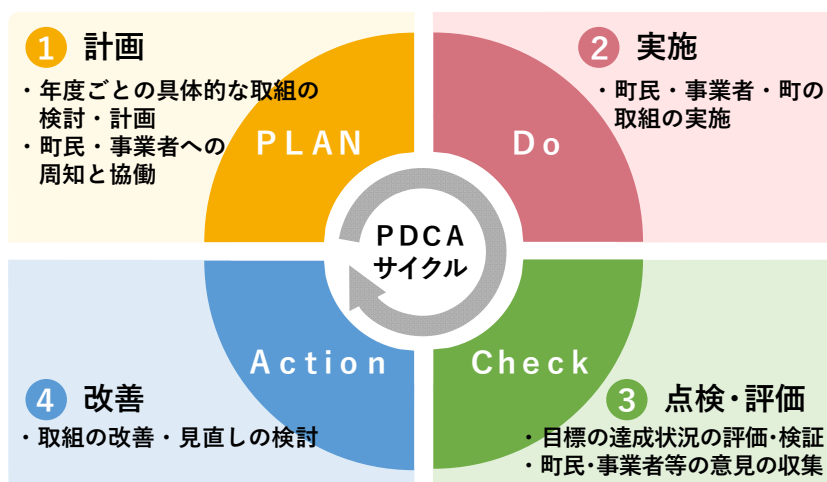 1 計画
・年度ごとの具体的な取組の
検討・計画
・町民・事業者への
周知と協働
PLAN
2 実施
・町民・事業者・町の
取組の実施
Do
PDCA
サイクル
Check
3 点検・評価
・目標の達成状況の評価・検証
・町民・事業者等の意見の収集
Action
4 改善
・取組の改善・見直しの検討